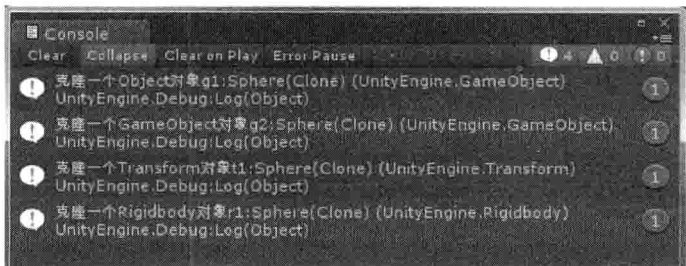 Console
Clear Collapse Clear on Play Error Pause 4 0 0
克隆一个Object对象g1:Sphere(Clone) (UnityEngine.GameObject)
UnityEngine.Debug:Log(Object)
1
克隆一个GameObject对象g2:Sphere(Clone) (UnityEngine.GameObject)
UnityEngine.Debug:Log(Object)
1
克隆一个Transform对象t1:Sphere(Clone) (UnityEngine.Transform)
UnityEngine.Debug:Log(Object)
1
克隆一个Rigidbody对象r1:Sphere(Clone) (UnityEngine.Rigidbody)
UnityEngine.Debug:Log(Object)
1